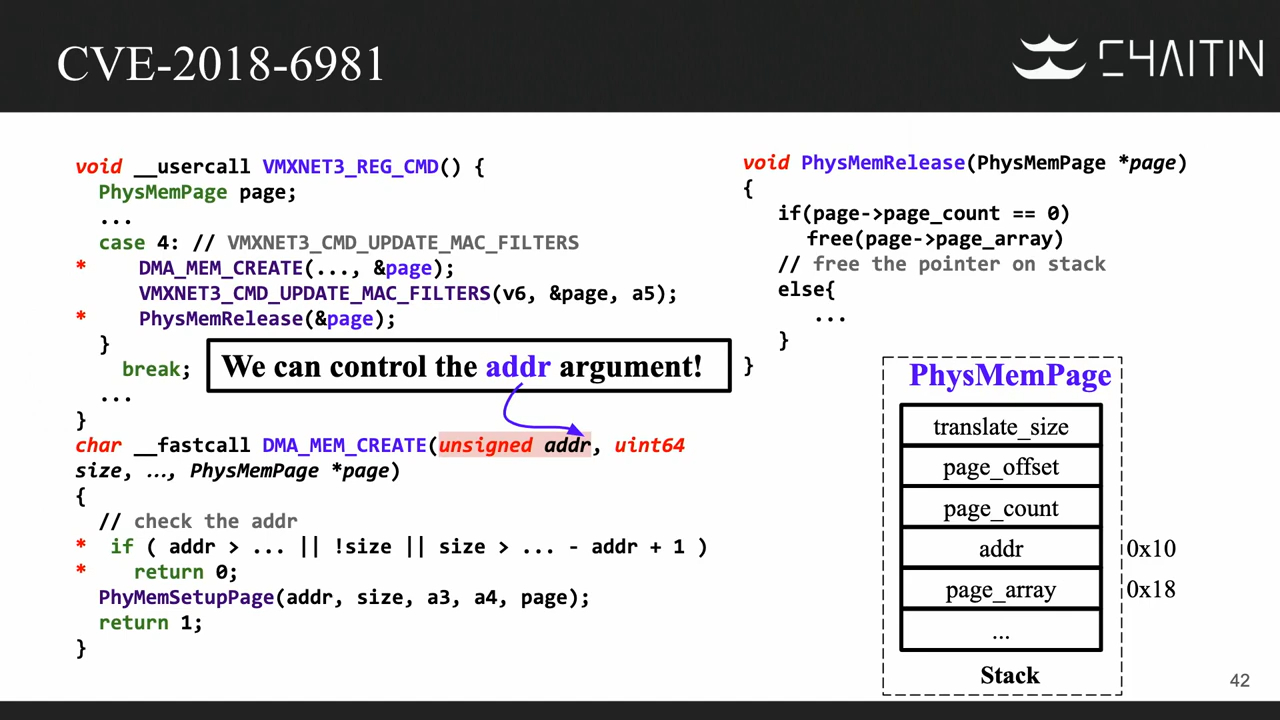 CVE-2018-6981
CHAITIN
void __usercall VMXNET3_REG_CMD() {
PhysMemPage page;
...
case 4: // VMXNET3_CMD_UPDATE_MAC_FILTERS
* DMA_MEM_CREATE(..., &page);
VMXNET3_CMD_UPDATE_MAC_FILTERS(v6, &page, a5);
* PhysMemRelease(&page);
}
break;
...
}
We can control the addr argument!
char __fastcall DMA_MEM_CREATE(unsigned addr, uint64
size, …, PhysMemPage *page)
{
// check the addr
* if ( addr > ... || !size || size > ... - addr + 1 )
* return 0;
PhyMemSetupPage(addr, size, a3, a4, page);
return 1;
}
void PhysMemRelease(PhysMemPage *page)
{
if(page->page_count == 0)
free(page->page_array)
// free the pointer on stack
else{
...
}
}
PhysMemPage
translate_size
page_offset
page_count
addr 0x10
page_array 0x18
...
Stack
42